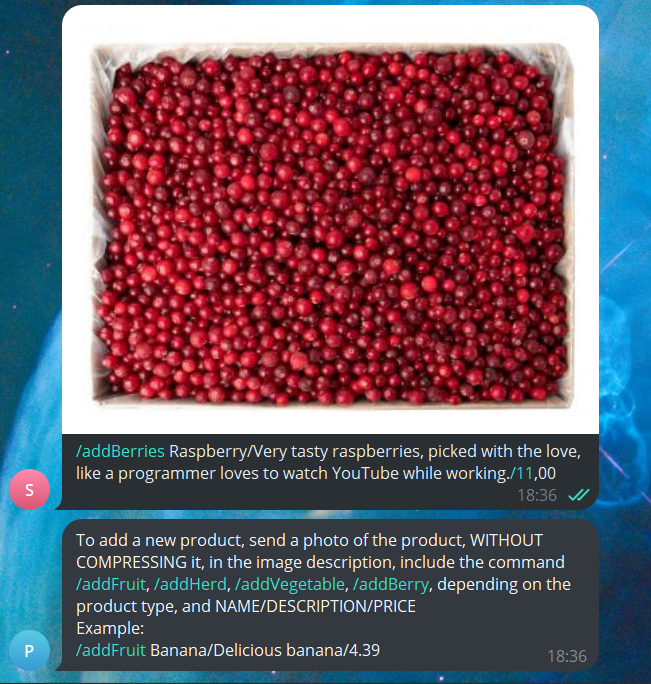 /addBerries Raspberry/Very tasty raspberries, picked with the love,
like a programmer loves to watch YouTube while working./11,00
18:36
S
To add a new product, send a photo of the product, WITHOUT
COMPRESSING it, in the image description, include the command
/addFruit, /addHerd, /addVegetable, /addBerry, depending on the
product type, and NAME/DESCRIPTION/PRICE
Example:
/addFruit Banana/Delicious banana/4.39
18:36
P